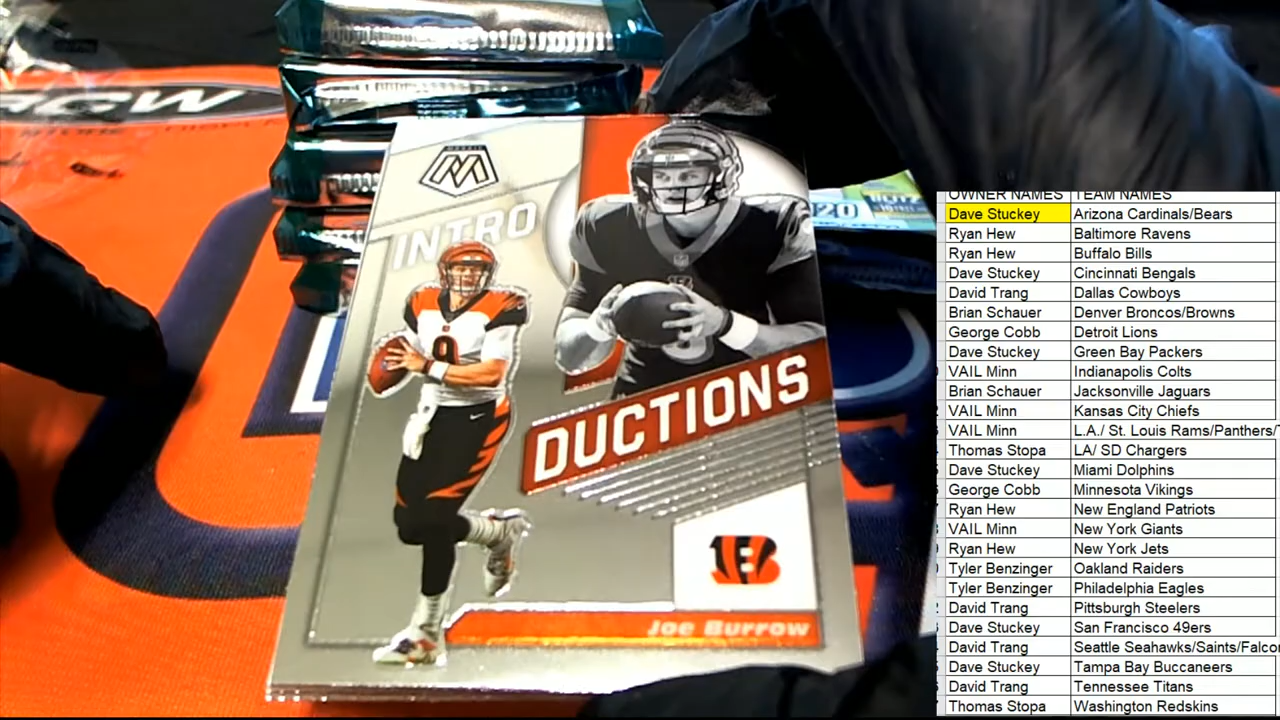 GW
20
INTRO
9
DUCTIONS
Joe Burrow
OWNER NAMES TEAM NAMES
Dave Stuckey Arizona Cardinals/Bears
Ryan Hew Baltimore Ravens
Ryan Hew Buffalo Bills
Dave Stuckey Cincinnati Bengals
David Trang Dallas Cowboys
Brian Schauer Denver Broncos/Browns
George Cobb Detroit Lions
Dave Stuckey Green Bay Packers
VAIL Minn Indianapolis Colts
Brian Schauer Jacksonville Jaguars
VAIL Minn Kansas City Chiefs
VAIL Minn L.A./ St. Louis Rams/Panthers/
Thomas Stopa LA/ SD Chargers
Dave Stuckey Miami Dolphins
George Cobb Minnesota Vikings
Ryan Hew New England Patriots
VAIL Minn New York Giants
Ryan Hew New York Jets
Tyler Benzinger Oakland Raiders
Tyler Benzinger Philadelphia Eagles
David Trang Pittsburgh Steelers
Dave Stuckey San Francisco 49ers
David Trang Seattle Seahawks/Saints/Falco
Dave Stuckey Tampa Bay Buccaneers
David Trang Tennessee Titans
Thomas Stopa Washington Redskins